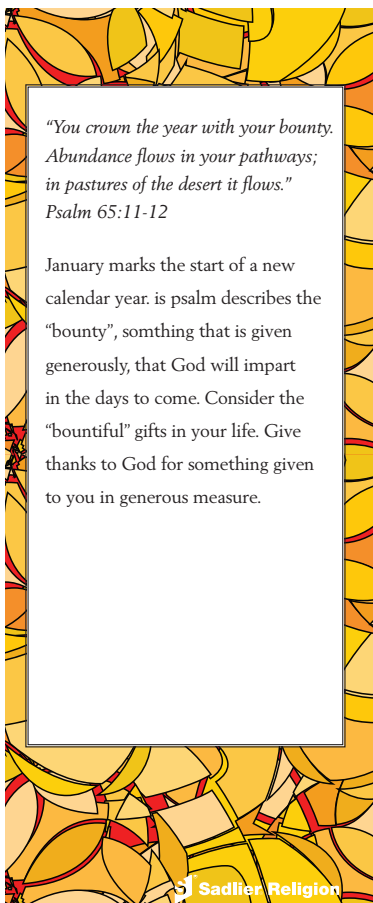 “You crown the year with your bounty.
Abundance flows in your pathways;
in pastures of the desert it flows.”
Psalm 65:11-12
January marks the start of a new
calendar year. is psalm describes the
“bounty”, somthing that is given
generously, that God will impart
in the days to come. Consider the
“bountiful” gifts in your life. Give
thanks to God for something given
to you in generous measure.
Sadlier Religion